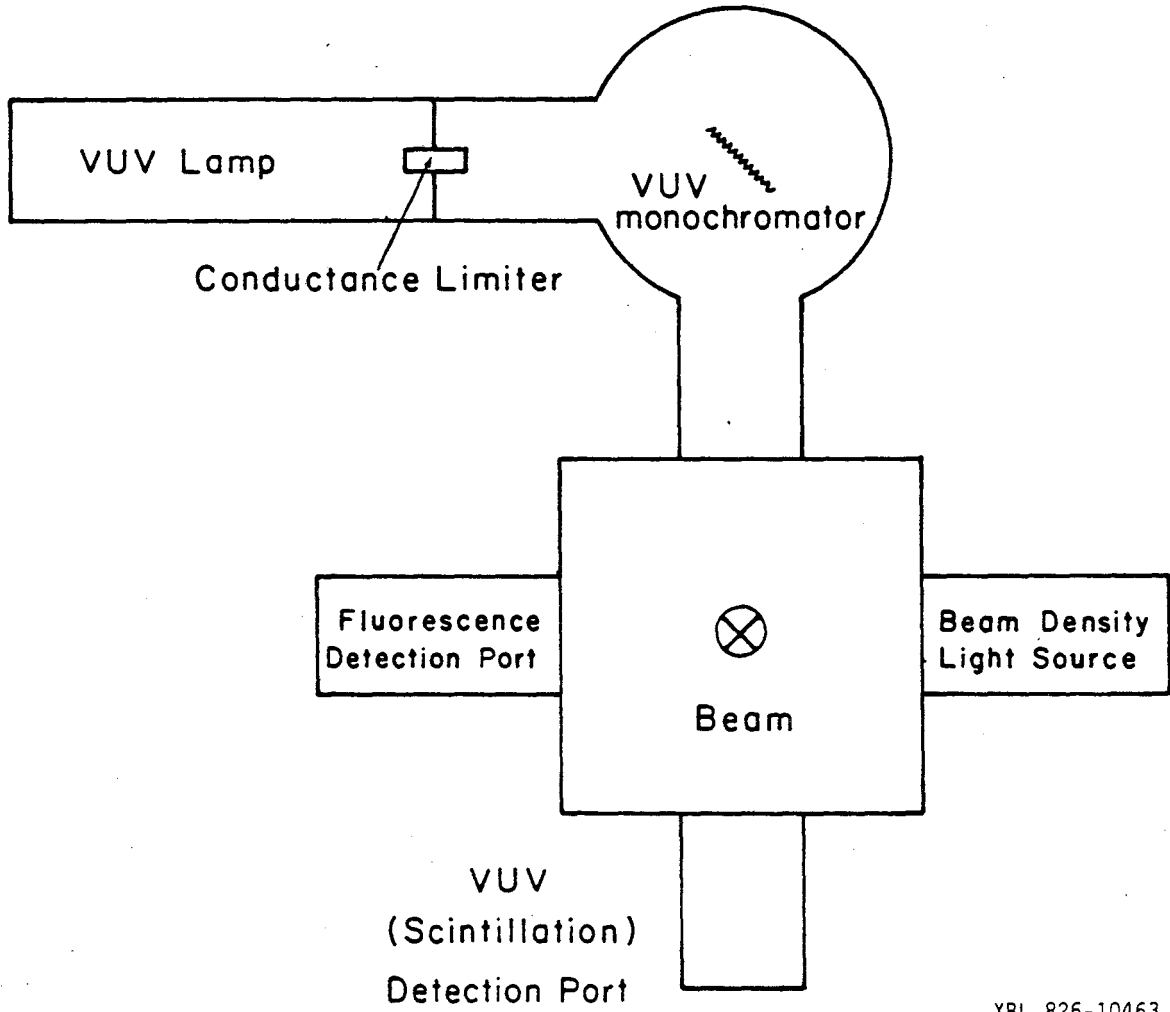 VUV Lamp
Conductance Limiter
VUV
monochromator
Fluorescence
Detection Port
Beam
Beam Density
Light Source
VUV
(Scintillation)
Detection Port
XBL 826-10463